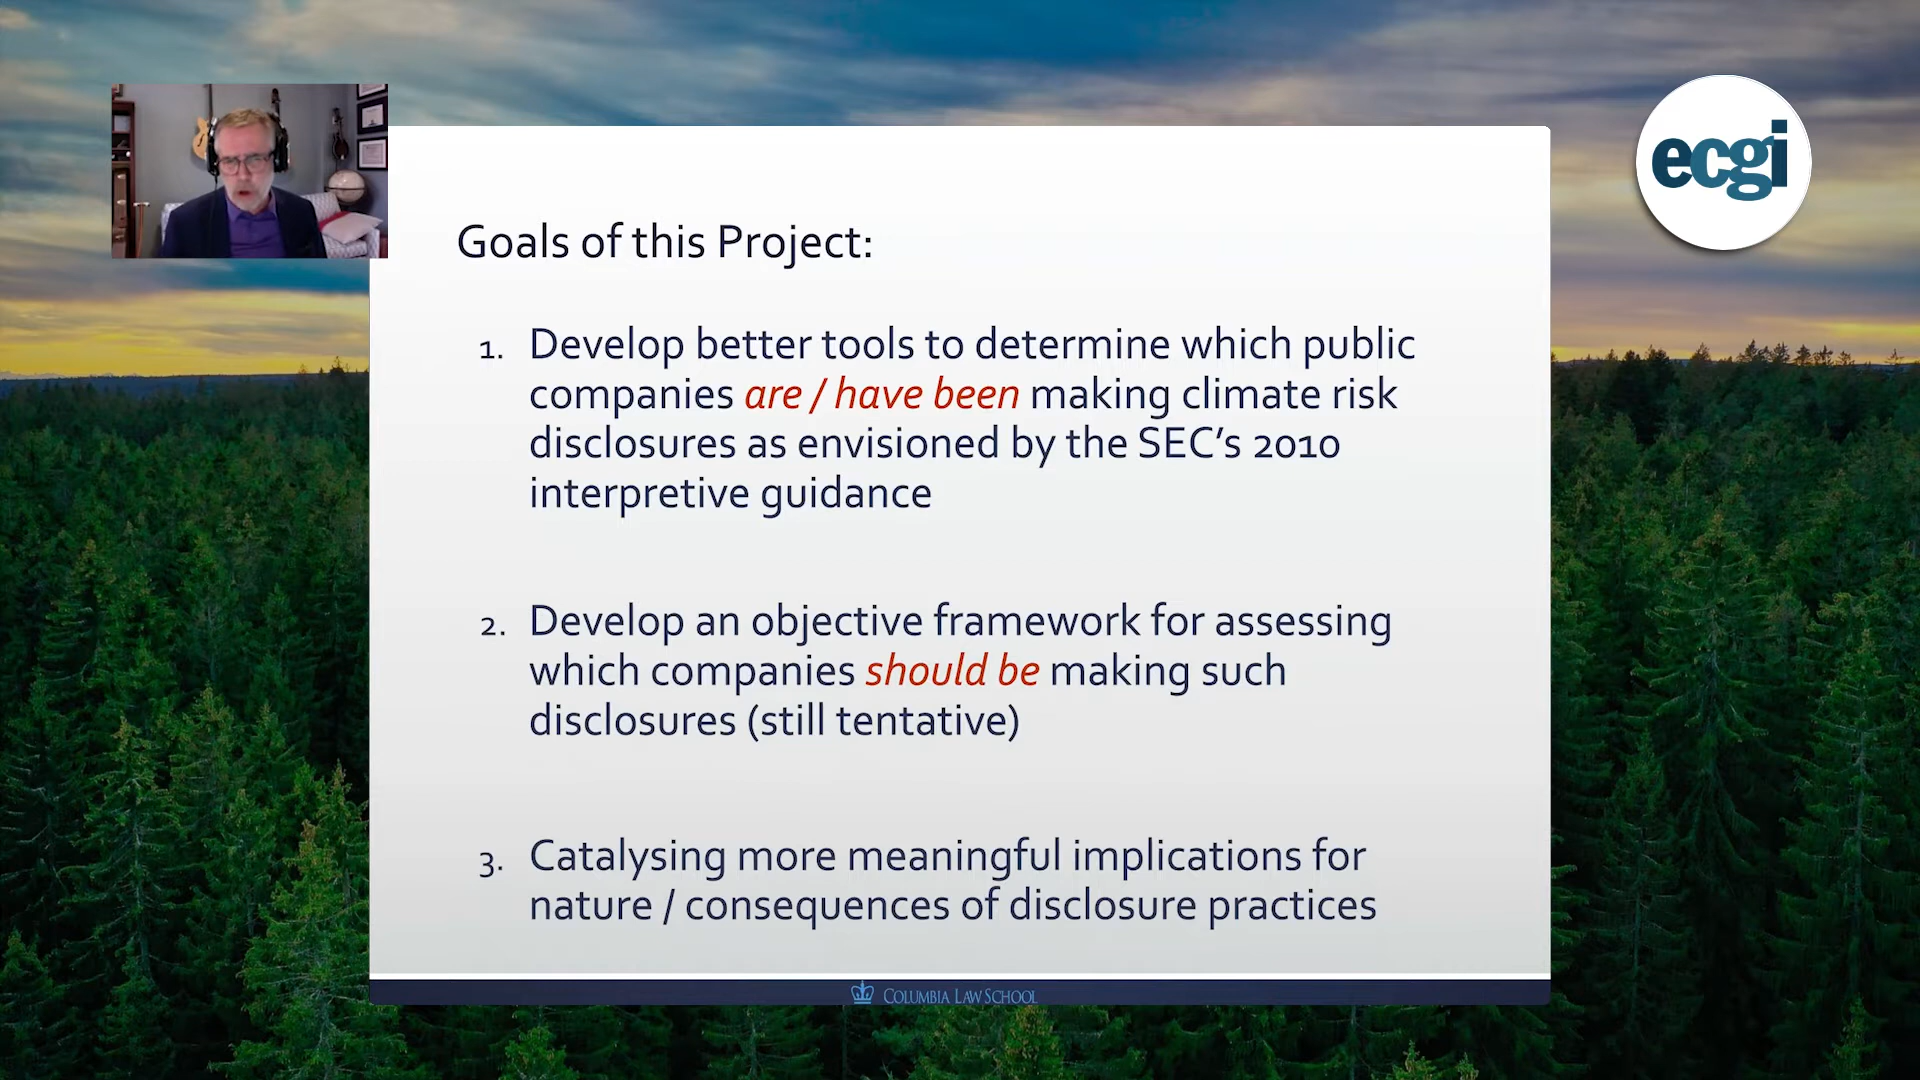 ecgi
Goals of this Project:
1. Develop better tools to determine which public
companies are / have been making climate risk
disclosures as envisioned by the SEC’s 2010
interpretive guidance
2. Develop an objective framework for assessing
which companies should be making such
disclosures (still tentative)
3. Catalysing more meaningful implications for
nature / consequences of disclosure practices
COLUMBIA LAW SCHOOL